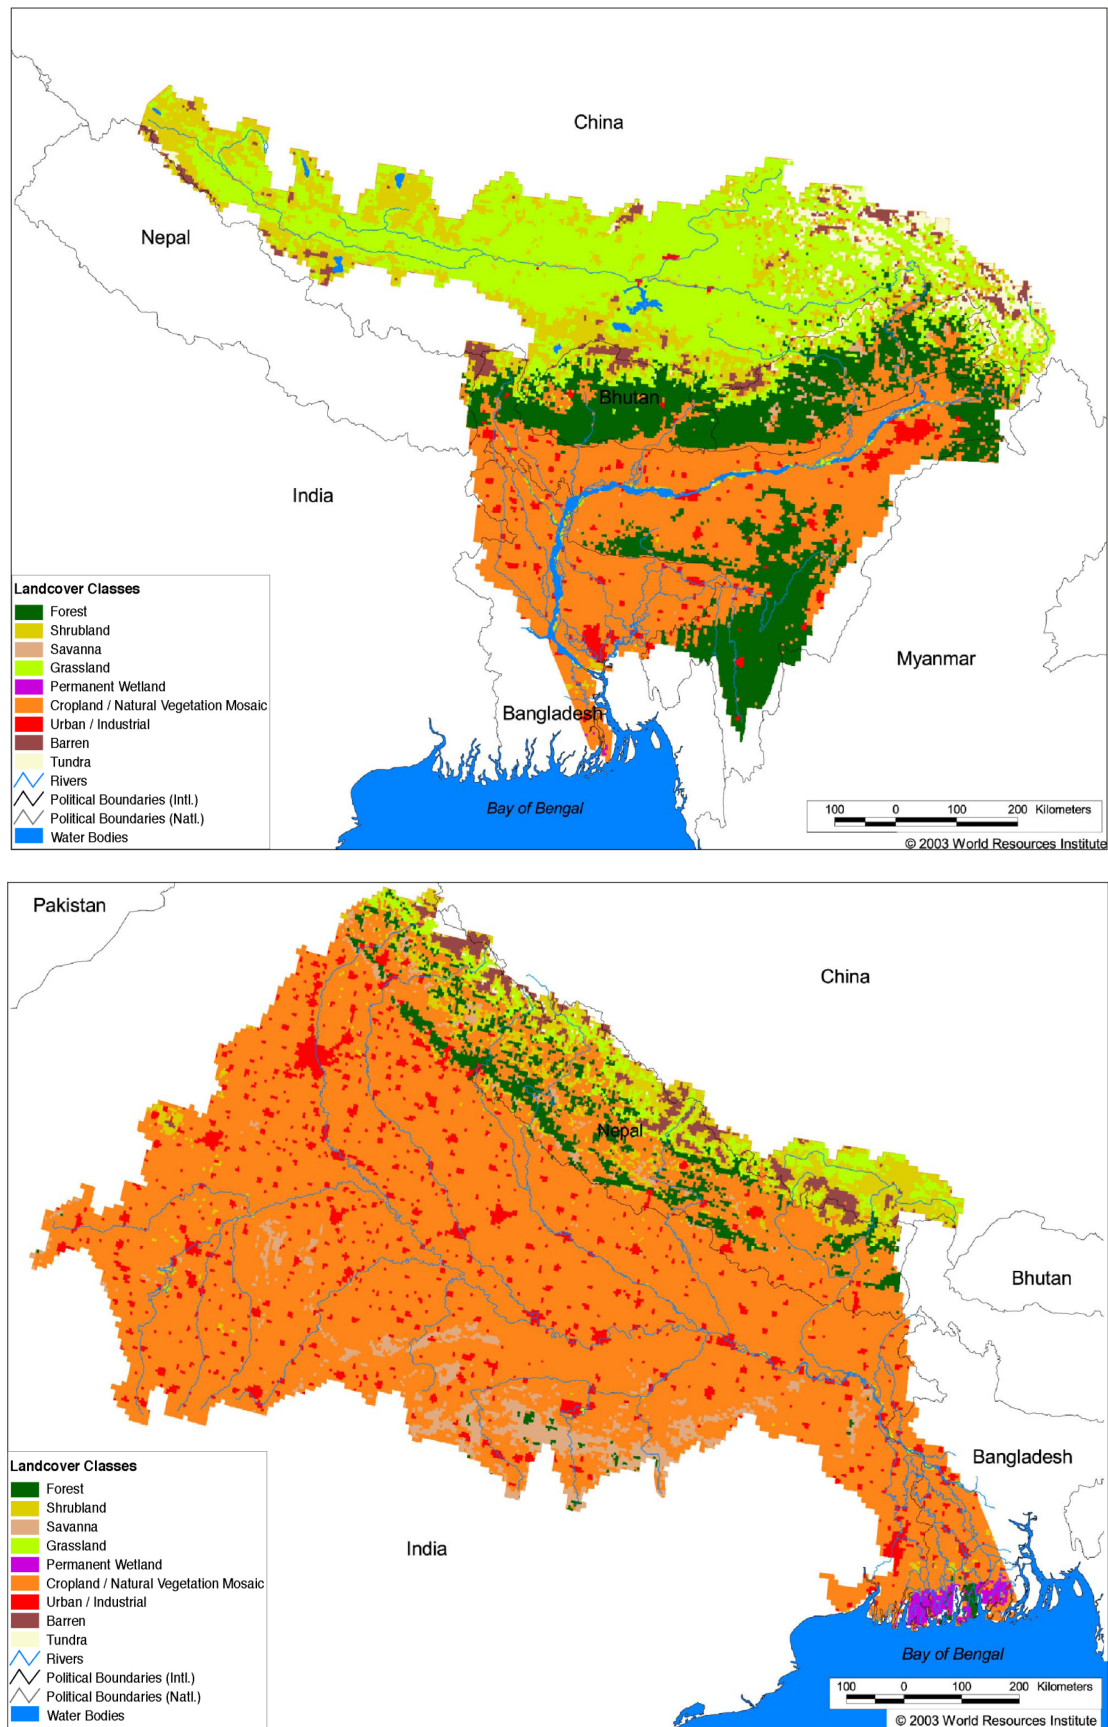 China
Nepal
Bhutan
India
Landcover Classes
Forest
Shrubland
Savanna
Grassland
Permanent Wetland
Cropland / Natural Vegetation Mosaic
Urban / Industrial
Barren
Tundra
Rivers
Political Boundaries (Intl.)
Political Boundaries (Natl.)
Water Bodies
Myanmar
Bangladesh
Bay of Bengal
100 0 100 200 Kilometers
© 2003 World Resources Institute
Pakistan
China
Nepal
Bhutan
Bangladesh
India
Landcover Classes
Forest
Shrubland
Savanna
Grassland
Permanent Wetland
Cropland / Natural Vegetation Mosaic
Urban / Industrial
Barren
Tundra
Rivers
Political Boundaries (Intl.)
Political Boundaries (Natl.)
Water Bodies
Bay of Bengal
100 0 100 200 Kilometers
© 2003 World Resources Institute